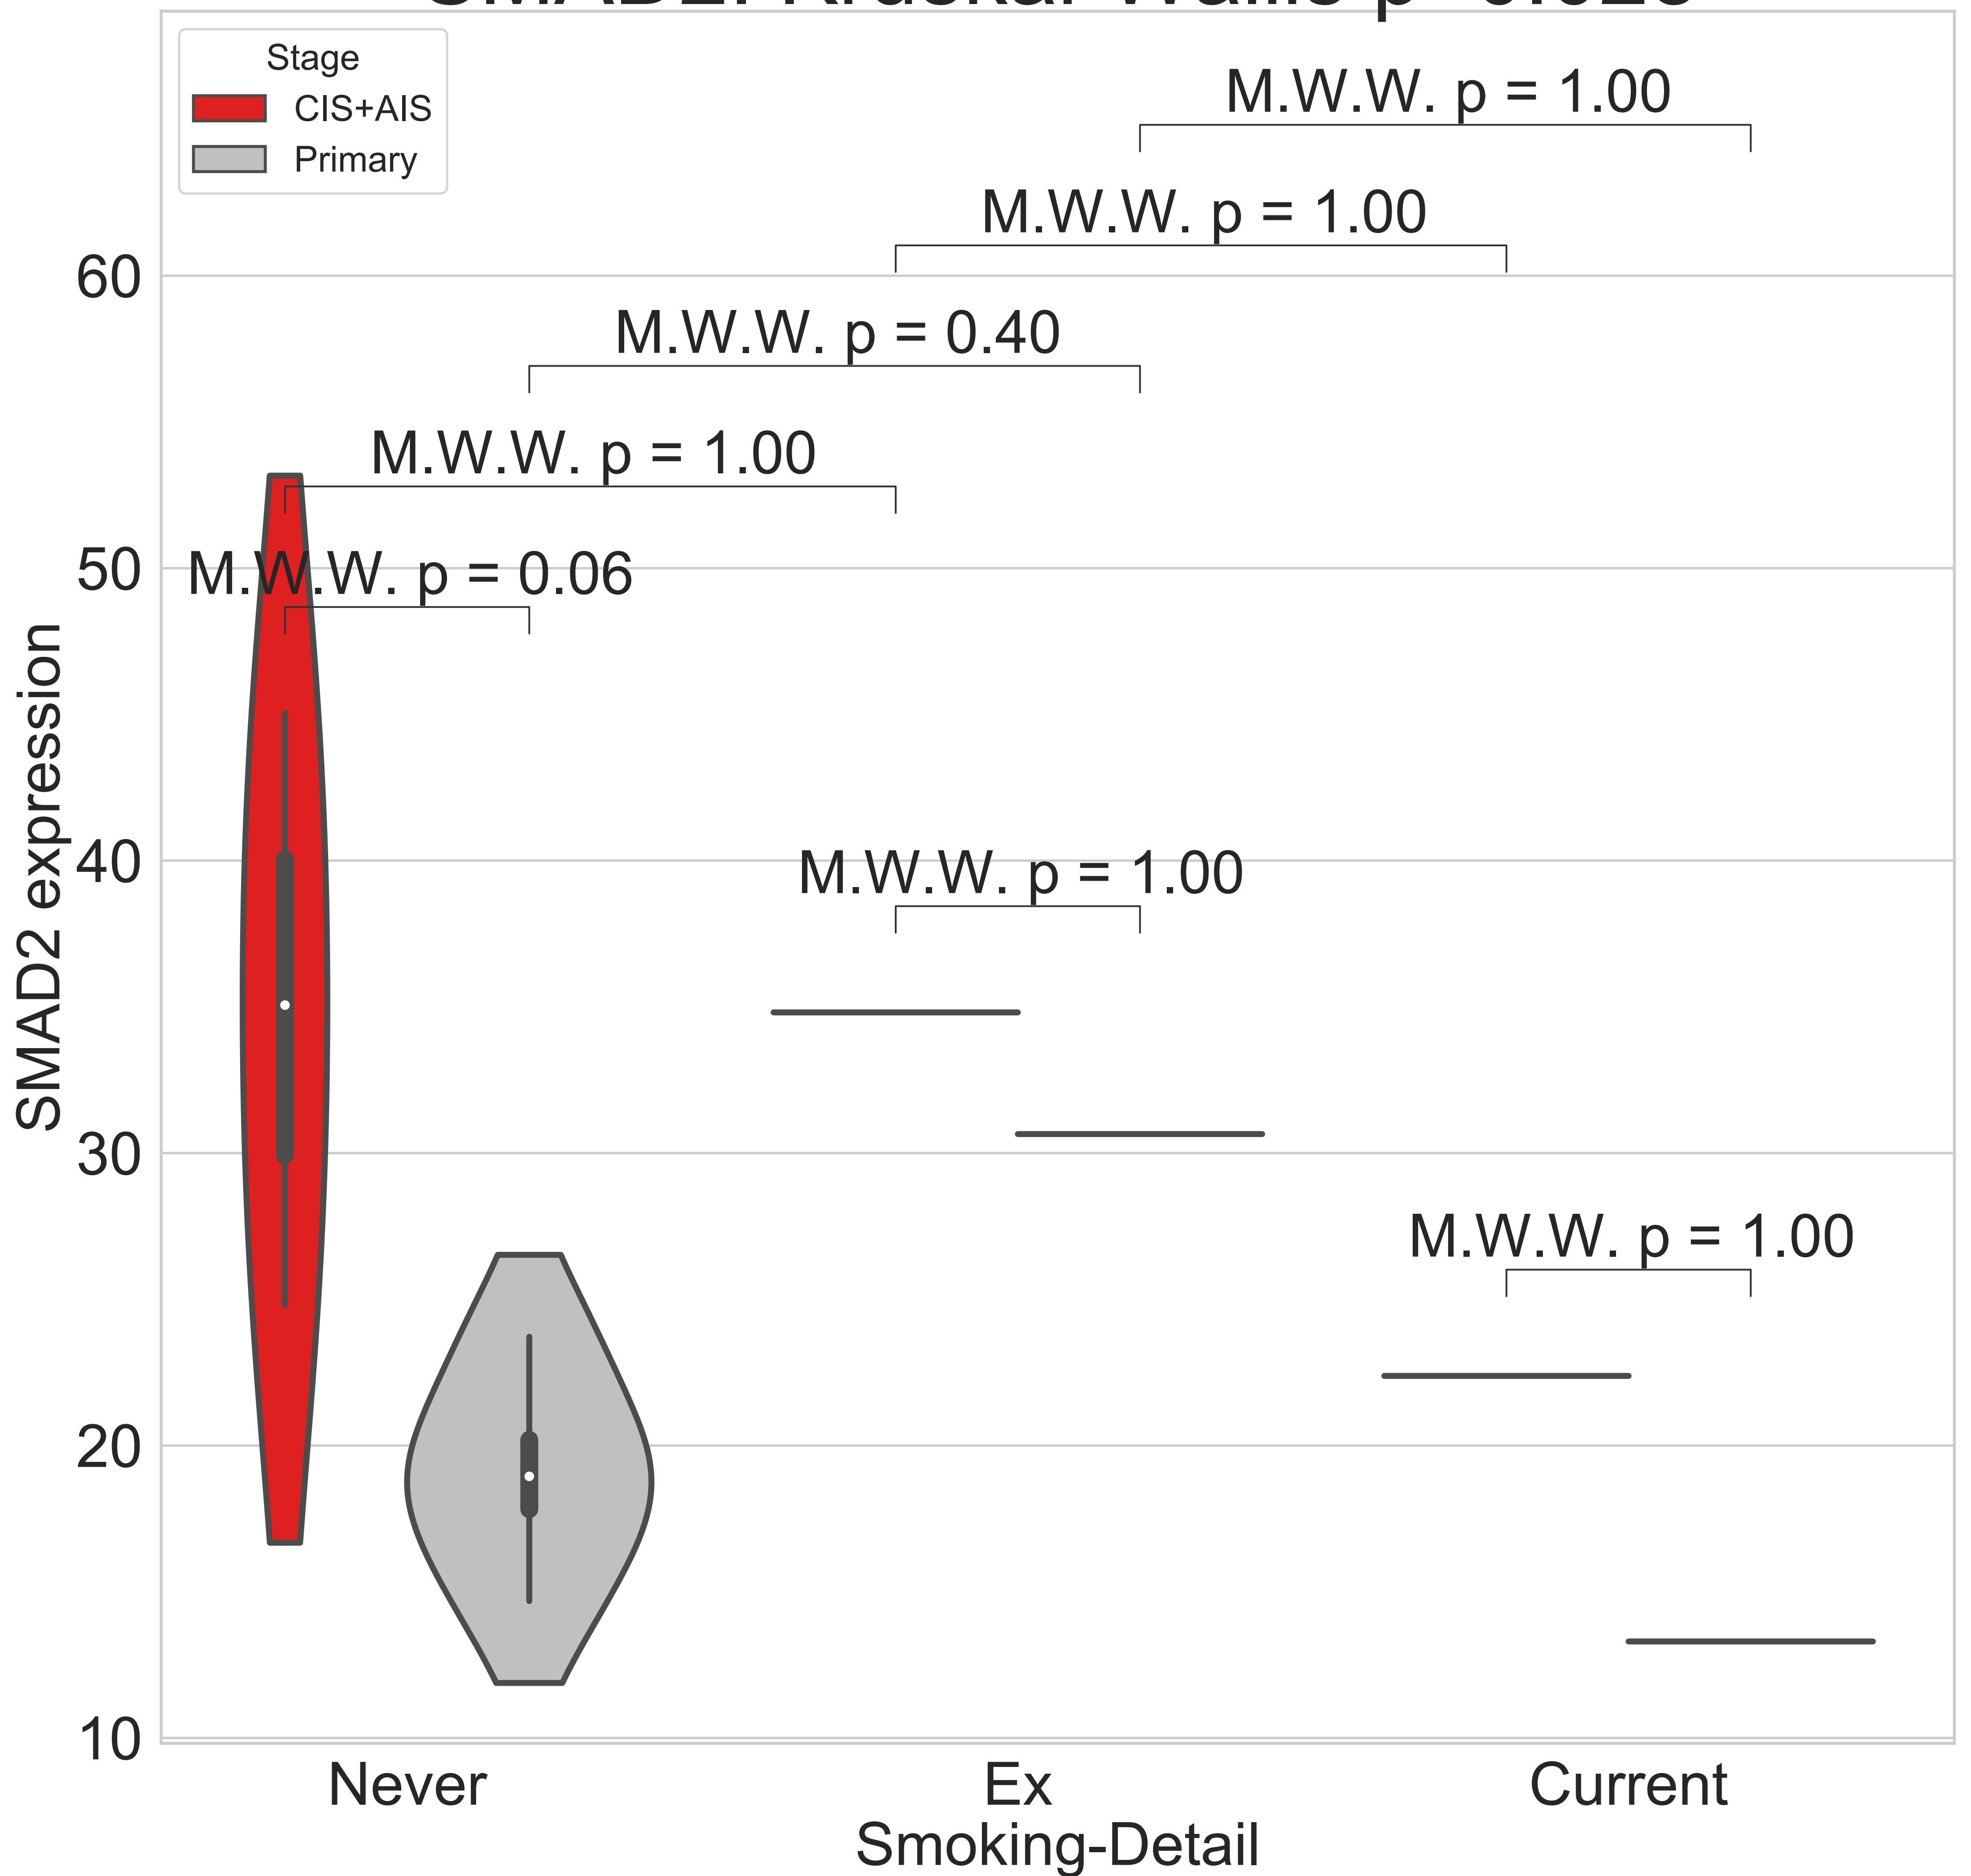 Stage
CIS+AIS
Primary
M.W.W. p = 1.00
M.W.W. p = 1.00
M.W.W. p = 0.40
M.W.W. p = 1.00
M.W.W. p = 0.06
M.W.W. p = 1.00
M.W.W. p = 1.00
60
50
40
30
20
10
SMAD2 expression
Never
Ex
Current
Smoking-Detail